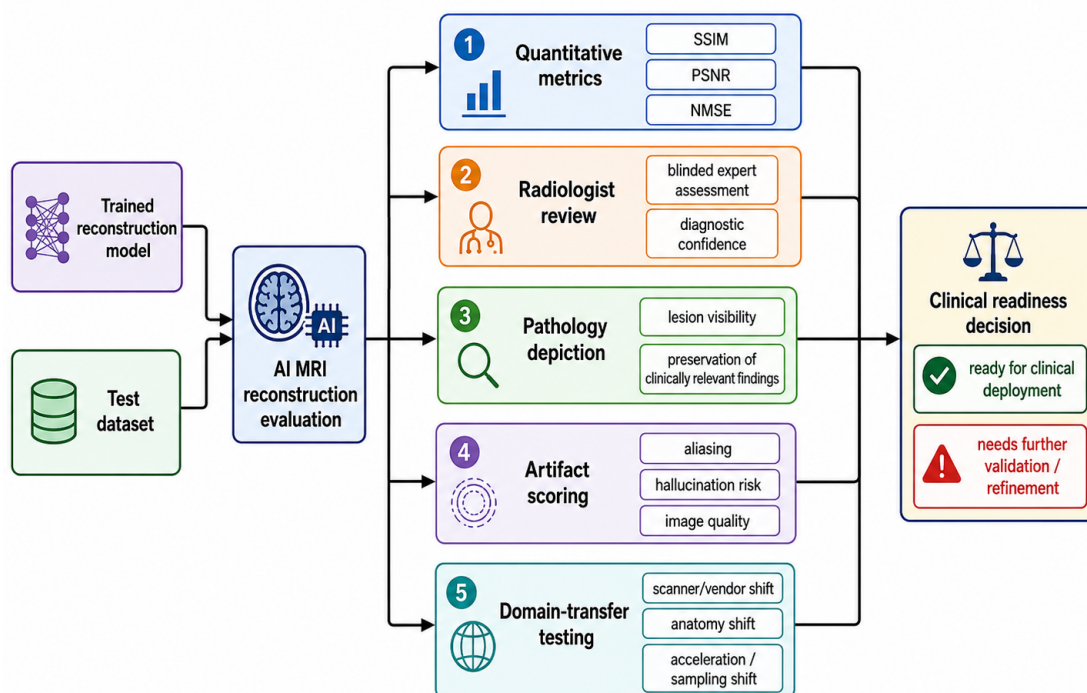 Trained
reconstruction
model
Test
dataset
AI
AI MRI
reconstruction
evaluation
1
Quantitative
metrics
SSIM
PSNR
NMSE
2
Radiologist
review
blinded expert
assessment
diagnostic
confidence
3
Pathology
depiction
lesion visibility
preservation of
clinically relevant findings
4
Artifact
scoring
aliasing
hallucination risk
image quality
5
Domain-transfer
testing
scanner/vendor shift
anatomy shift
acceleration /
sampling shift
Clinical readiness
decision
ready for clinical
deployment
needs further
validation /
refinement